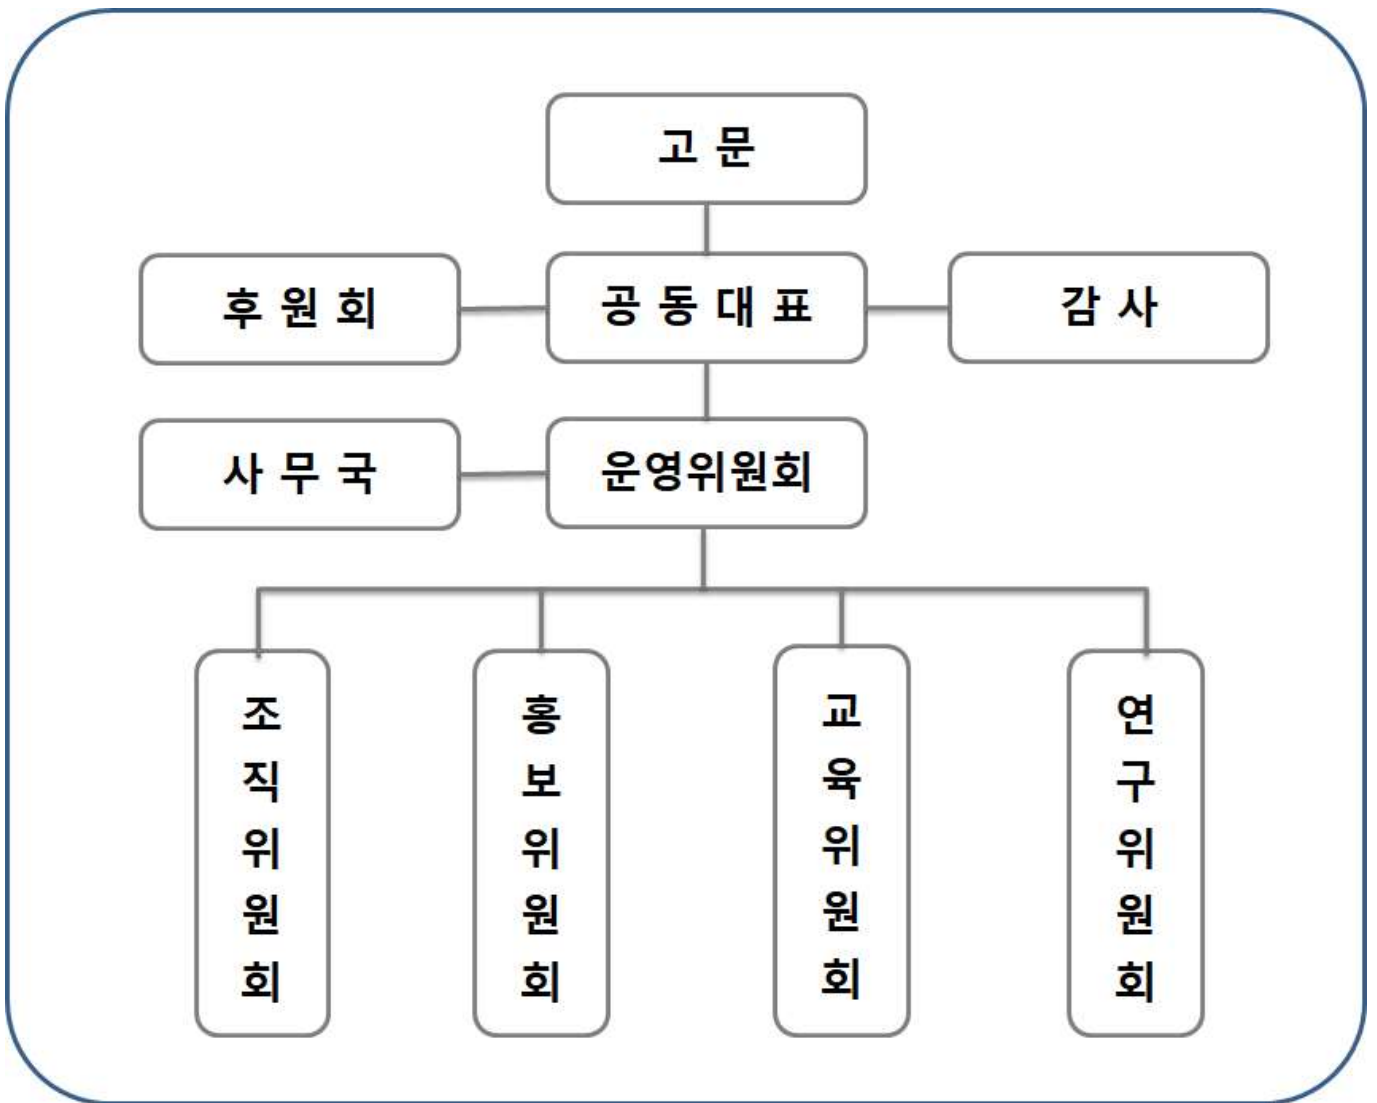 고 문
후 원 회
공 동 대 표
감 사
사 무 국
운영위원회
조직위원회
홍보위원회
교육위원회
연구위원회